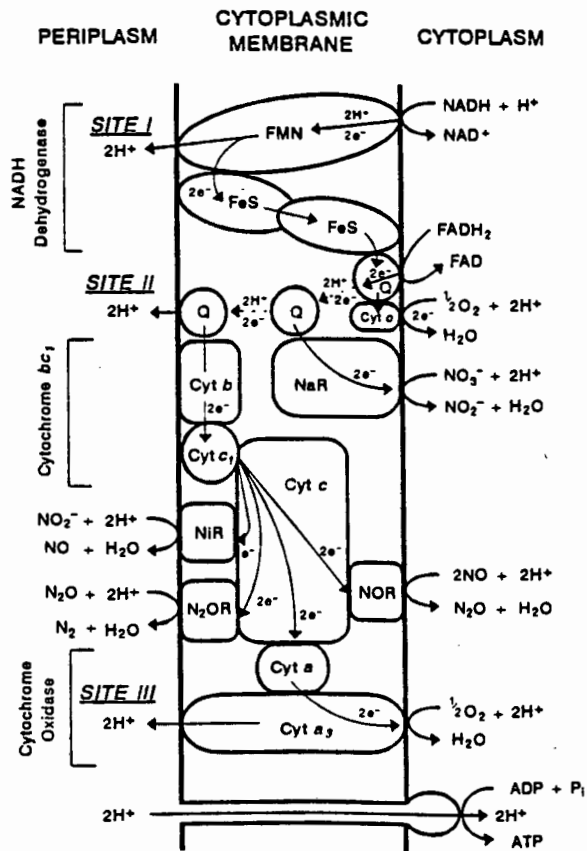 PERIPLASM
CYTOPLASMIC
MEMBRANE
CYTOPLASM
NADH
Dehydrogenase
SITE I
2H⁺
FMN
2H⁺
2e⁻
NADH + H⁺
NAD⁺
2e⁻
FeS
FeS
FADH₂
FAD
2e⁻
Q
SITE II
2H⁺
Q
2H⁺
2e⁻
Q
2H⁺
2e⁻
Cyt o
2e⁻
½O₂ + 2H⁺
H₂O
Cytochrome bc₁
Cyt b
2e⁻
Cyt c₁
NaR
2e⁻
NO₃⁻ + 2H⁺
NO₂⁻ + H₂O
Cyt c
NO₂⁻ + 2H⁺
NO + H₂O
NiR
e⁻
2e⁻
NOR
2NO + 2H⁺
N₂O + H₂O
N₂O + 2H⁺
N₂ + H₂O
N₂OR
2e⁻
2e⁻
Cytochrome
Oxidase
SITE III
2H⁺
Cyt a
2e⁻
Cyt a₃
½O₂ + 2H⁺
H₂O
2H⁺
ADP + Pᵢ
2H⁺
ATP